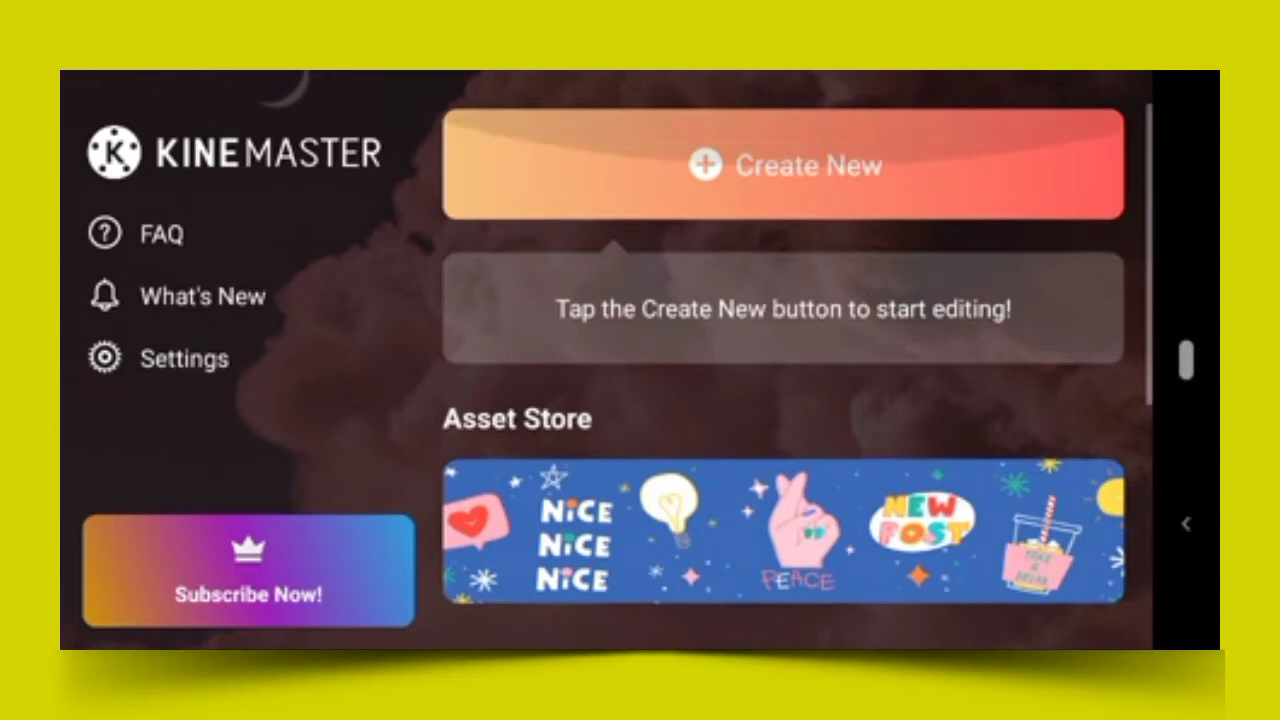 KINEMASTER
FAQ
What's New
Settings
Subscribe Now!
Create New
Tap the Create New button to start editing!
Asset Store
NiCE
NiCE
NiCE
PEACE
NEW
POST